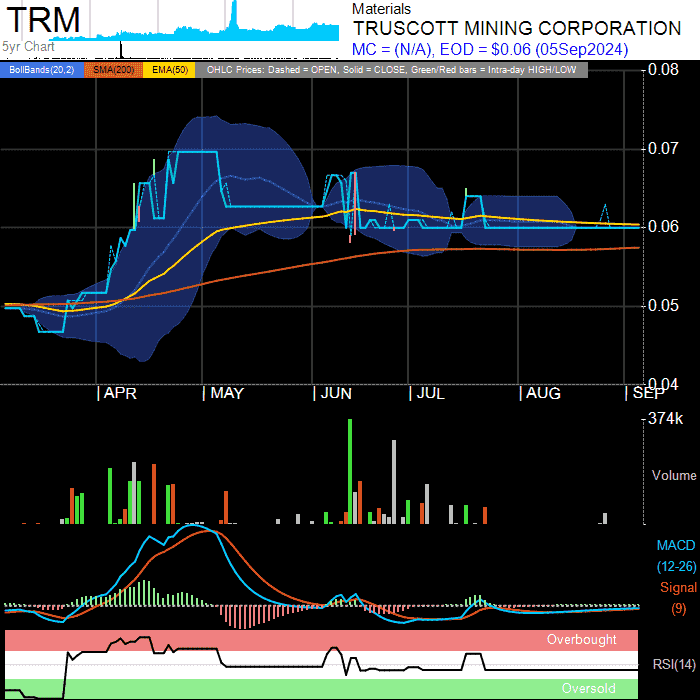 TRM
5yr Chart
Materials
TRUSCOTT MINING CORPORATION
MC = (N/A), EOD = $0.06 (05Sep2024)
BollBands(20,2) SMA(200) EMA(50) OHLC Prices: Dashed = OPEN, Solid = CLOSE, Green/Red bars = Intra-day HIGH/LOW
0.08
0.07
0.06
0.05
0.04
APR MAY JUN JUL AUG SEP
374k
Volume
MACD
(12-26)
Signal
(9)
Overbought
RSI(14)
Oversold